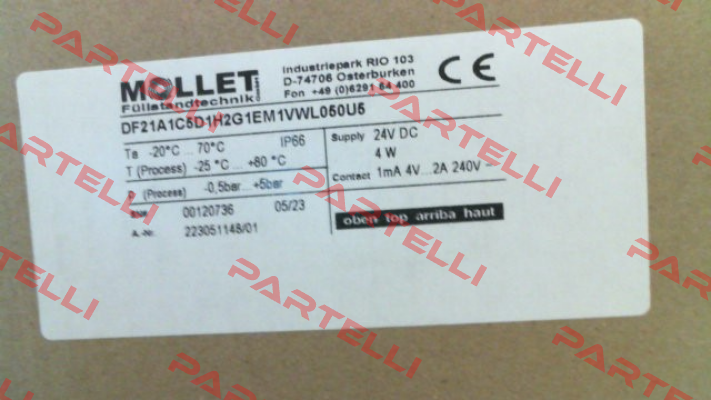 MOLLET
Füllstandtechnik GmbH
Industriepark RIO 103
D-74706 Osterburken
Fon +49 (0)6291 64 400
CE
DF21A1C5D1H2G1EM1VWL050U5
Ta -20°C ... 70°C IP66
T (Process) -25 °C ... +80 °C
P (Process) -0,5bar ... +5bar
00120736 05/23
A.-Nr. 223051148/01
Supply 24V DC
4 W
Contact 1mA 4V...2A 240V
oben top arriba haut
PARTELLI
PARTELLI
PARTELLI
PARTELLI
PARTELLI
PARTELLI
PARTELLI
PARTELLI
PARTELLI